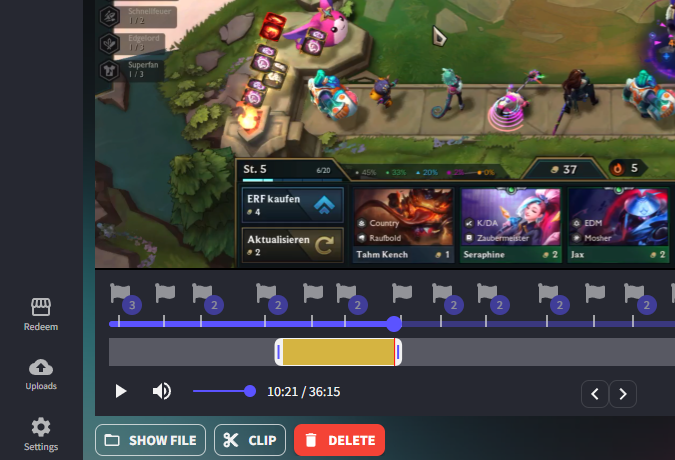 Schnellfeuer
1 / 2
Edgelord
1 / 3
Superfan
1 / 3
St. 5
6/20
45%
33%
20%
0%
37
5
ERF kaufen
4
Aktualisieren
2
Country
Raufbold
Tahm Kench
1
K/DA
Zaubermeister
Seraphine
2
EDM
Mosher
Jax
2
3
2
2
2
2
2
2
2
Redeem
Uploads
Settings
10:21 / 36:15
SHOW FILE
CLIP
DELETE